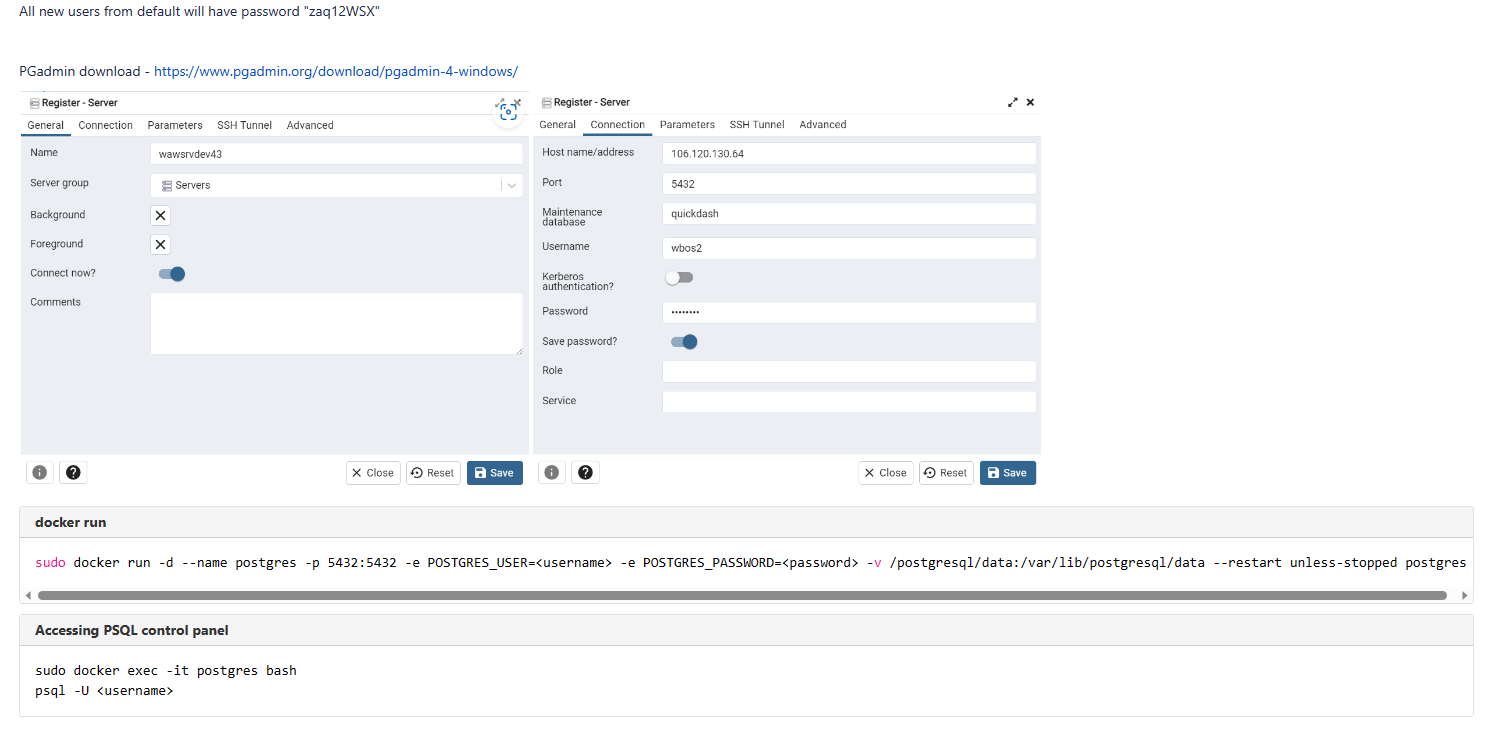 All new users from default will have password "zaq12WSX"
PGadmin download - https://www.pgadmin.org/download/pgadmin-4-windows/
Register - Server
General Connection Parameters SSH Tunnel Advanced
Name wawsrvdev43
Server group Servers
Background
Foreground
Connect now?
Comments
Close Reset Save
Register - Server
General Connection Parameters SSH Tunnel Advanced
Host name/address 106.120.130.64
Port 5432
Maintenance
database quickdash
Username wbos2
Kerberos
authentication?
Password ••••••••
Save password?
Role
Service
Close Reset Save
docker run
sudo docker run -d --name postgres -p 5432:5432 -e POSTGRES_USER=<username> -e POSTGRES_PASSWORD=<password> -v /postgresql/data:/var/lib/postgresql/data --restart unless-stopped postgres
Accessing PSQL control panel
sudo docker exec -it postgres bash
psql -U <username>